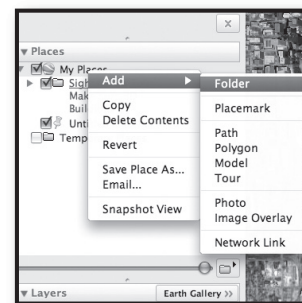 Places
My Places
Sigh
Mak
Buil
Unti
Temp
Add
Copy
Delete Contents
Revert
Save Place As...
Email...
Snapshot View
Folder
Placemark
Path
Polygon
Model
Tour
Photo
Image Overlay
Network Link
Layers
Earth Gallery >>